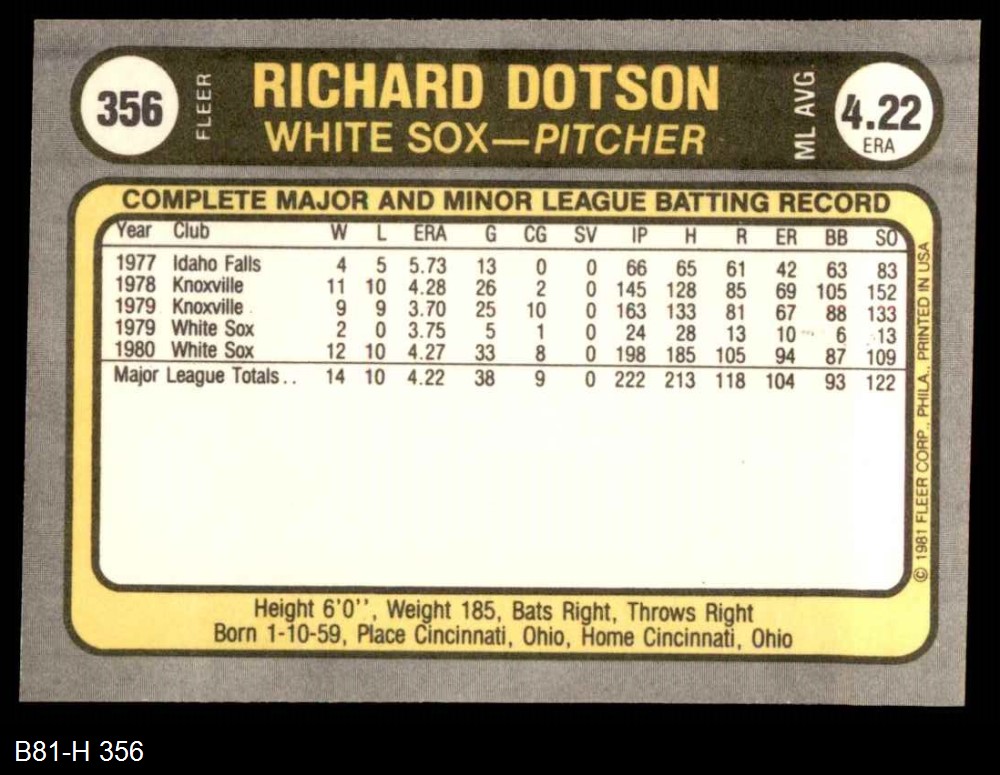 356 FLEER RICHARD DOTSON ML AVG. 4.22
WHITE SOX—PITCHER ERA
COMPLETE MAJOR AND MINOR LEAGUE BATTING RECORD
Year Club W L ERA G CG SV IP H R ER BB SO
1977 Idaho Falls 4 5 5.73 13 0 0 66 65 61 42 63 83
1978 Knoxville 11 10 4.28 26 2 0 145 128 85 69 105 152
1979 Knoxville 9 9 3.70 25 10 0 163 133 81 67 88 133
1979 White Sox 2 0 3.75 5 1 0 24 28 13 10 6 13
1980 White Sox 12 10 4.27 33 8 0 198 185 105 94 87 109
Major League Totals.. 14 10 4.22 38 9 0 222 213 118 104 93 122
© 1981 FLEER CORP., PHILA., PRINTED IN USA
Height 6'0'', Weight 185, Bats Right, Throws Right
Born 1-10-59, Place Cincinnati, Ohio, Home Cincinnati, Ohio
B81-H 356